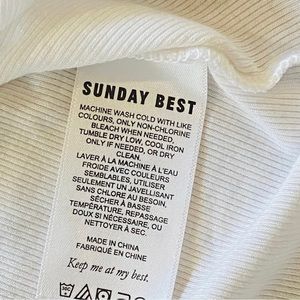 SUNDAY BEST
MACHINE WASH COLD WITH LIKE
COLOURS, ONLY NON-CHLORINE
BLEACH WHEN NEEDED,
TUMBLE DRY LOW, COOL IRON
ONLY IF NEEDED, OR DRY
CLEAN.
LAVER À LA MACHINE À L'EAU
FROIDE AVEC COULEURS
SEMBLABLES, UTILISER
SEULEMENT UN JAVELLISANT
SANS CHLORE AU BESOIN,
SÉCHER À BASSE
TEMPÉRATURE, REPASSAGE
DOUX SI NÉCESSAIRE, OU
NETTOYER À SEC.
MADE IN CHINA
FABRIQUÉ EN CHINE
Keep me at my best.